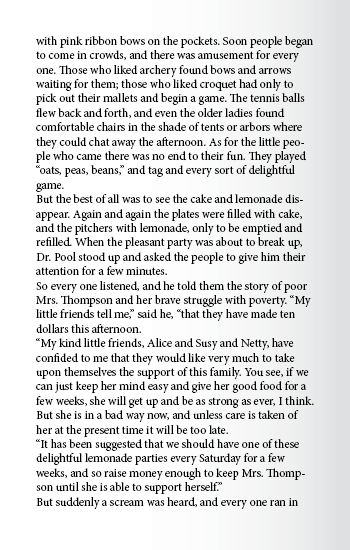 with pink ribbon bows on the pockets. Soon people began
to come in crowds, and there was amusement for every
one. Those who liked archery found bows and arrows
waiting for them; those who liked croquet had only to
pick out their mallets and begin a game. The tennis balls
flew back and forth, and even the older ladies found
comfortable chairs in the shade of tents or arbors where
they could chat away the afternoon. As for the little peo-
ple who came there was no end to their fun. They played
“oats, peas, beans,” and tag and every sort of delightful
game.
But the best of all was to see the cake and lemonade dis-
appear. Again and again the plates were filled with cake,
and the pitchers with lemonade, only to be emptied and
refilled. When the pleasant party was about to break up,
Dr. Pool stood up and asked the people to give him their
attention for a few minutes.
So every one listened, and he told them the story of poor
Mrs. Thompson and her brave struggle with poverty. “My
little friends tell me,” said he, “that they have made ten
dollars this afternoon.
“My kind little friends, Alice and Susy and Netty, have
confided to me that they would like very much to take
upon themselves the support of this family. You see, if we
can just keep her mind easy and give her good food for a
few weeks, she will get up and be as strong as ever, I think.
But she is in a bad way now, and unless care is taken of
her at the present time it will be too late.
“It has been suggested that we should have one of these
delightful lemonade parties every Saturday for a few
weeks, and so raise money enough to keep Mrs. Thomp-
son until she is able to support herself.”
But suddenly a scream was heard, and every one ran in